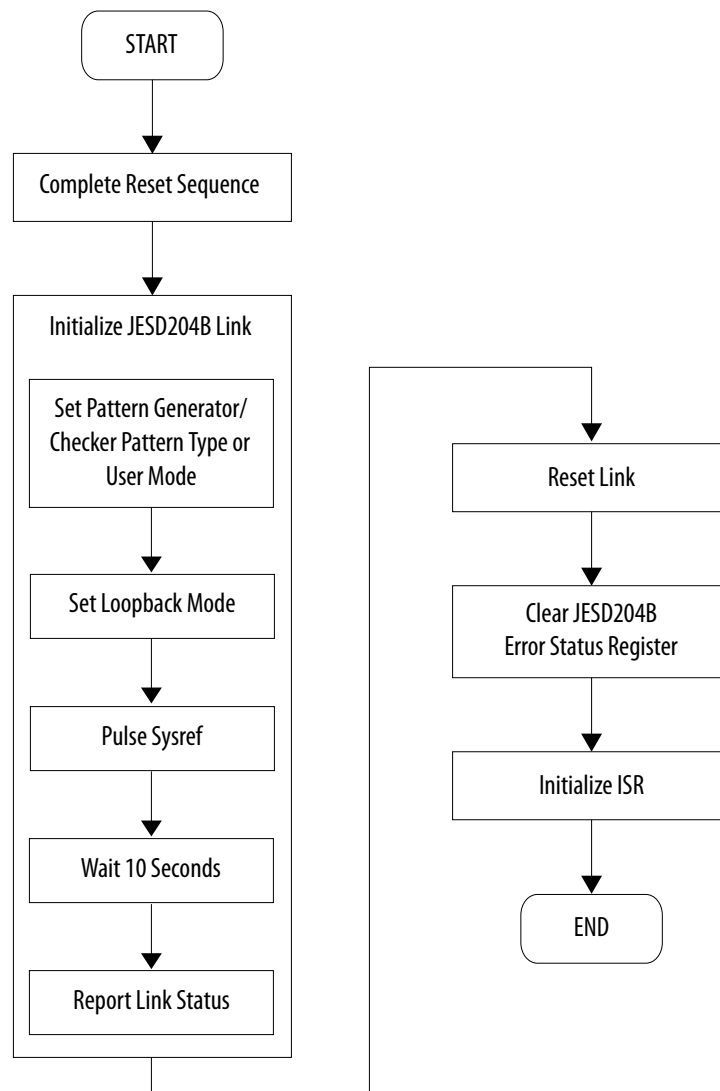 START
Complete Reset Sequence
Initialize JESD204B Link
Set Pattern Generator/
Checker Pattern Type or
User Mode
Set Loopback Mode
Pulse Sysref
Wait 10 Seconds
Report Link Status
Reset Link
Clear JESD204B
Error Status Register
Initialize ISR
END